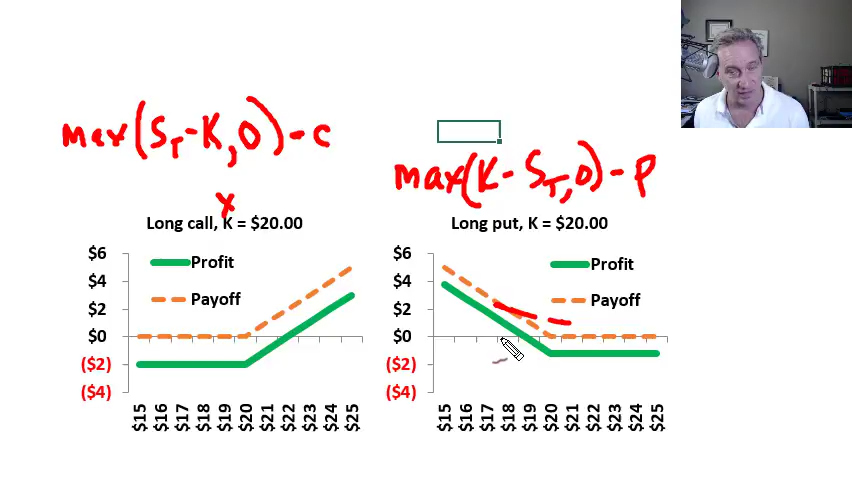 max(S_T - K, 0) - c
max(K - S_T, 0) - p
x
Long call, K = $20.00
Long put, K = $20.00
$6
$4
$2
$0
($2)
($4)
Profit
Payoff
$15 $16 $17 $18 $19 $20 $21 $22 $23 $24 $25
$6
$4
$2
$0
($2)
($4)
Profit
Payoff
$15 $16 $17 $18 $19 $20 $21 $22 $23 $24 $25